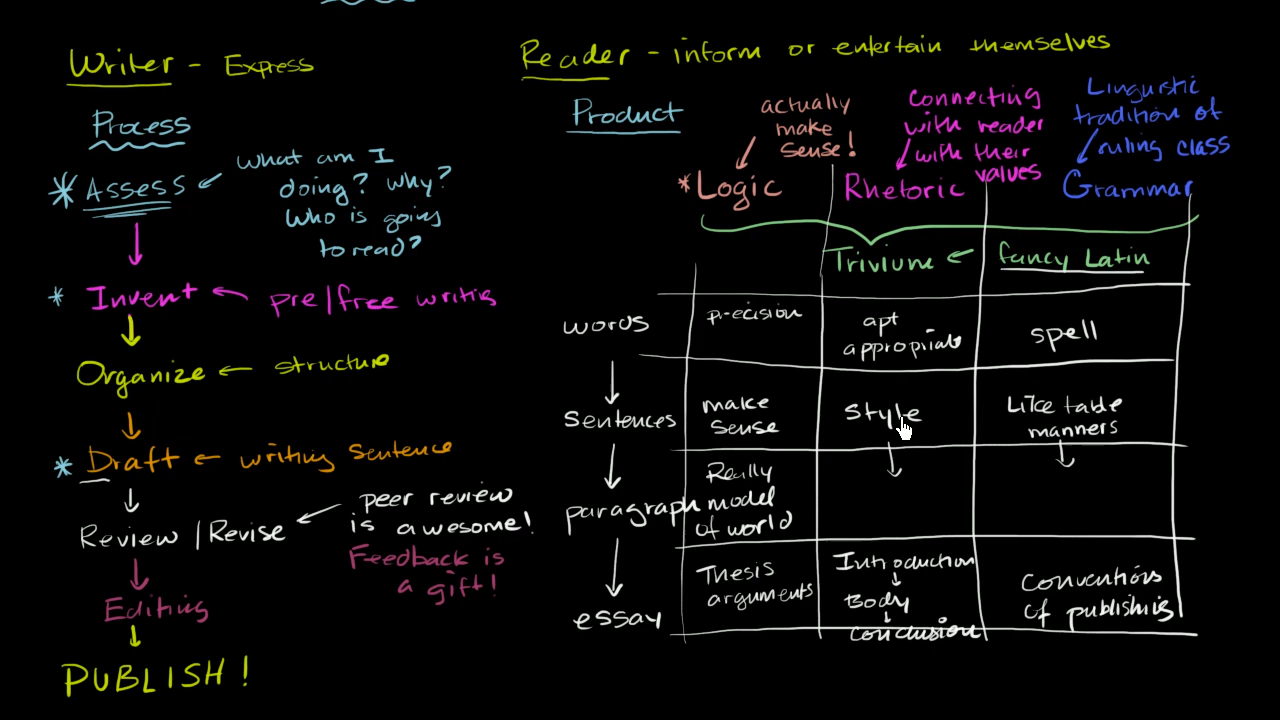 Writer - Express
Process
Assess
what am I
doing? why?
Who is going
to read?
Invent
pre/free writing
Organize
structure
Draft
writing sentence
Review/Revise
peer review
is awesome!
Feedback is
a gift!
Editing
PUBLISH!
Reader - inform or entertain themselves
Product
actually
make
sense!
*Logic
Connecting
with reader
with their
values
Rhetoric
Linguistic
tradition of
ruling class
Grammar
Trivium
fancy Latin
words
precision
apt
appropriate
spell
Sentences
make
sense
Style
Like table
manners
paragraph
Really
model
of world
essay
Thesis
arguments
Introduction
Body
Conclusion
Conventions
of publishing